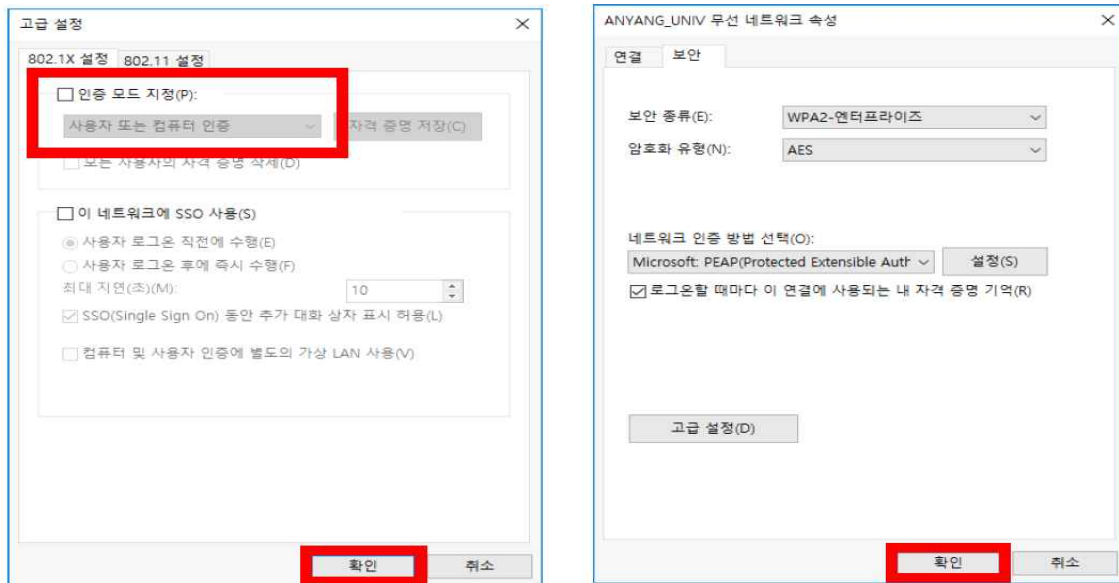 고급 설정
802.1X 설정 802.11 설정
인증 모드 지정(P):
사용자 또는 컴퓨터 인증 자격 증명 저장(C)
모든 사용자의 자격 증명 삭제(D)
이 네트워크에 SSO 사용(S)
사용자 로그온 직전에 수행(E)
사용자 로그온 후에 즉시 수행(F)
최대 지연(초)(M): 10
SSO(Single Sign On) 동안 추가 대화 상자 표시 허용(L)
컴퓨터 및 사용자 인증에 별도의 가상 LAN 사용(V)
확인 취소
ANYANG_UNIV 무선 네트워크 속성
연결 보안
보안 종류(E): WPA2-엔터프라이즈
암호화 유형(N): AES
네트워크 인증 방법 선택(O):
Microsoft: PEAP(Protected Extensible Auth 설정(S)
로그온할 때마다 이 연결에 사용되는 내 자격 증명 기억(R)
고급 설정(D)
확인 취소